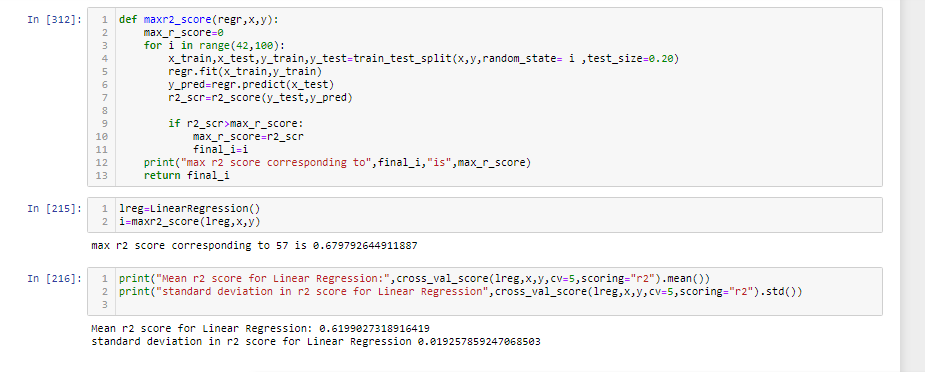 In [312]:
1 def maxr2_score(regr,x,y):
2     max_r_score=0
3     for i in range(42,100):
4         x_train,x_test,y_train,y_test=train_test_split(x,y,random_state= i ,test_size=0.20)
5         regr.fit(x_train,y_train)
6         y_pred=regr.predict(x_test)
7         r2_scr=r2_score(y_test,y_pred)
8
9         if r2_scr>max_r_score:
10             max_r_score=r2_scr
11             final_i=i
12     print("max r2 score corresponding to",final_i,"is",max_r_score)
13     return final_i
In [215]:
1 lreg=LinearRegression()
2 i=maxr2_score(lreg,x,y)
max r2 score corresponding to 57 is 0.679792644911887
In [216]:
1 print("Mean r2 score for Linear Regression:",cross_val_score(lreg,x,y,cv=5,scoring="r2").mean())
2 print("standard deviation in r2 score for Linear Regression",cross_val_score(lreg,x,y,cv=5,scoring="r2").std())
3
Mean r2 score for Linear Regression: 0.6199027318916419
standard deviation in r2 score for Linear Regression 0.019257859247068503